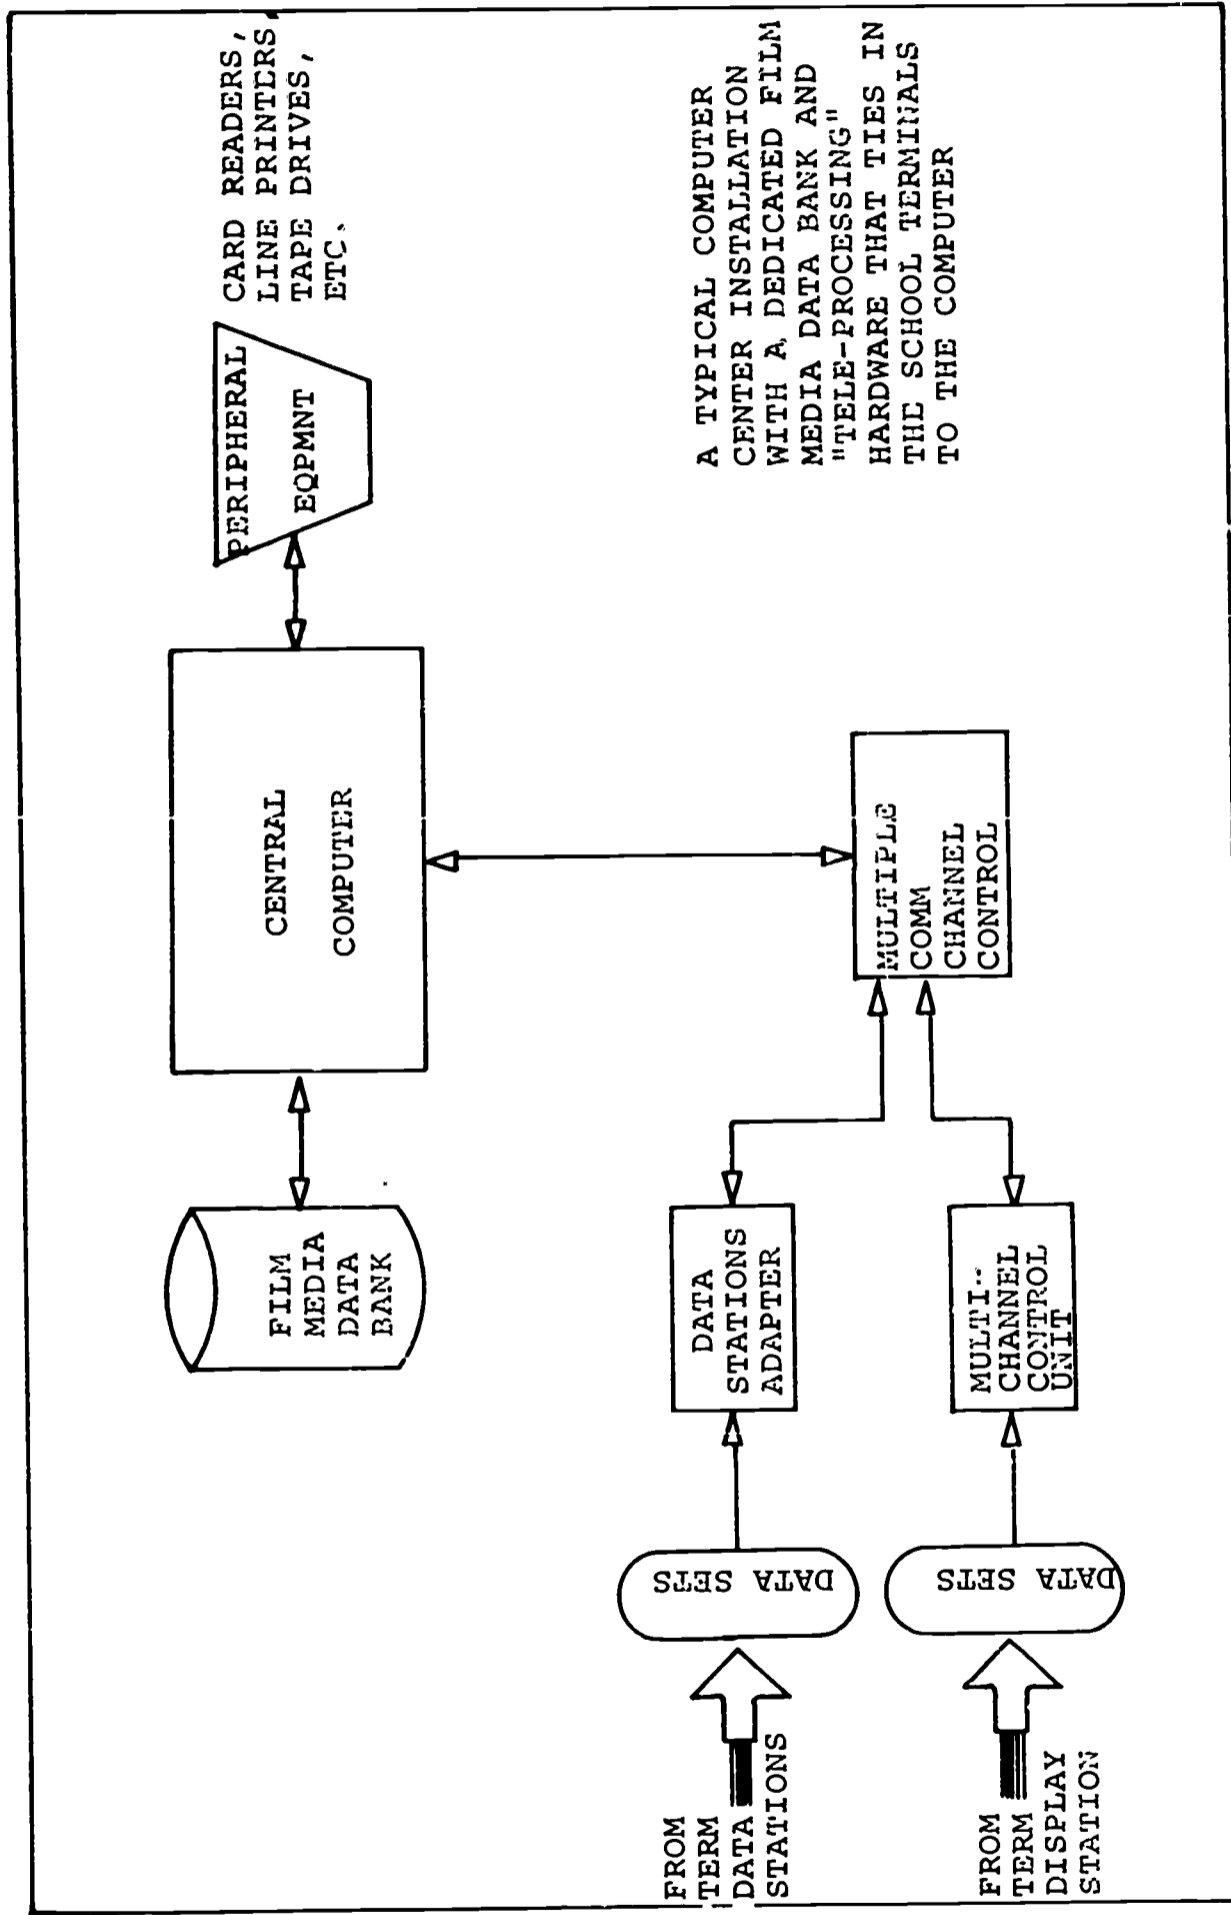 CARD READERS,
LINE PRINTERS,
TAPE DRIVES,
ETC.
PERIPHERAL
EQPMNT
CENTRAL
COMPUTER
FILM
MEDIA
DATA
BANK
A TYPICAL COMPUTER
CENTER INSTALLATION
WITH A DEDICATED FILM
MEDIA DATA BANK AND
"TELE-PROCESSING"
HARDWARE THAT TIES IN
THE SCHOOL TERMINALS
TO THE COMPUTER
MULTIPLE
COMM
CHANNEL
CONTROL
DATA
STATIONS
ADAPTER
MULTI-
CHANNEL
CONTROL
UNIT
DATA SETS
DATA SETS
FROM
TERM
DATA
STATIONS
FROM
TERM
DISPLAY
STATION